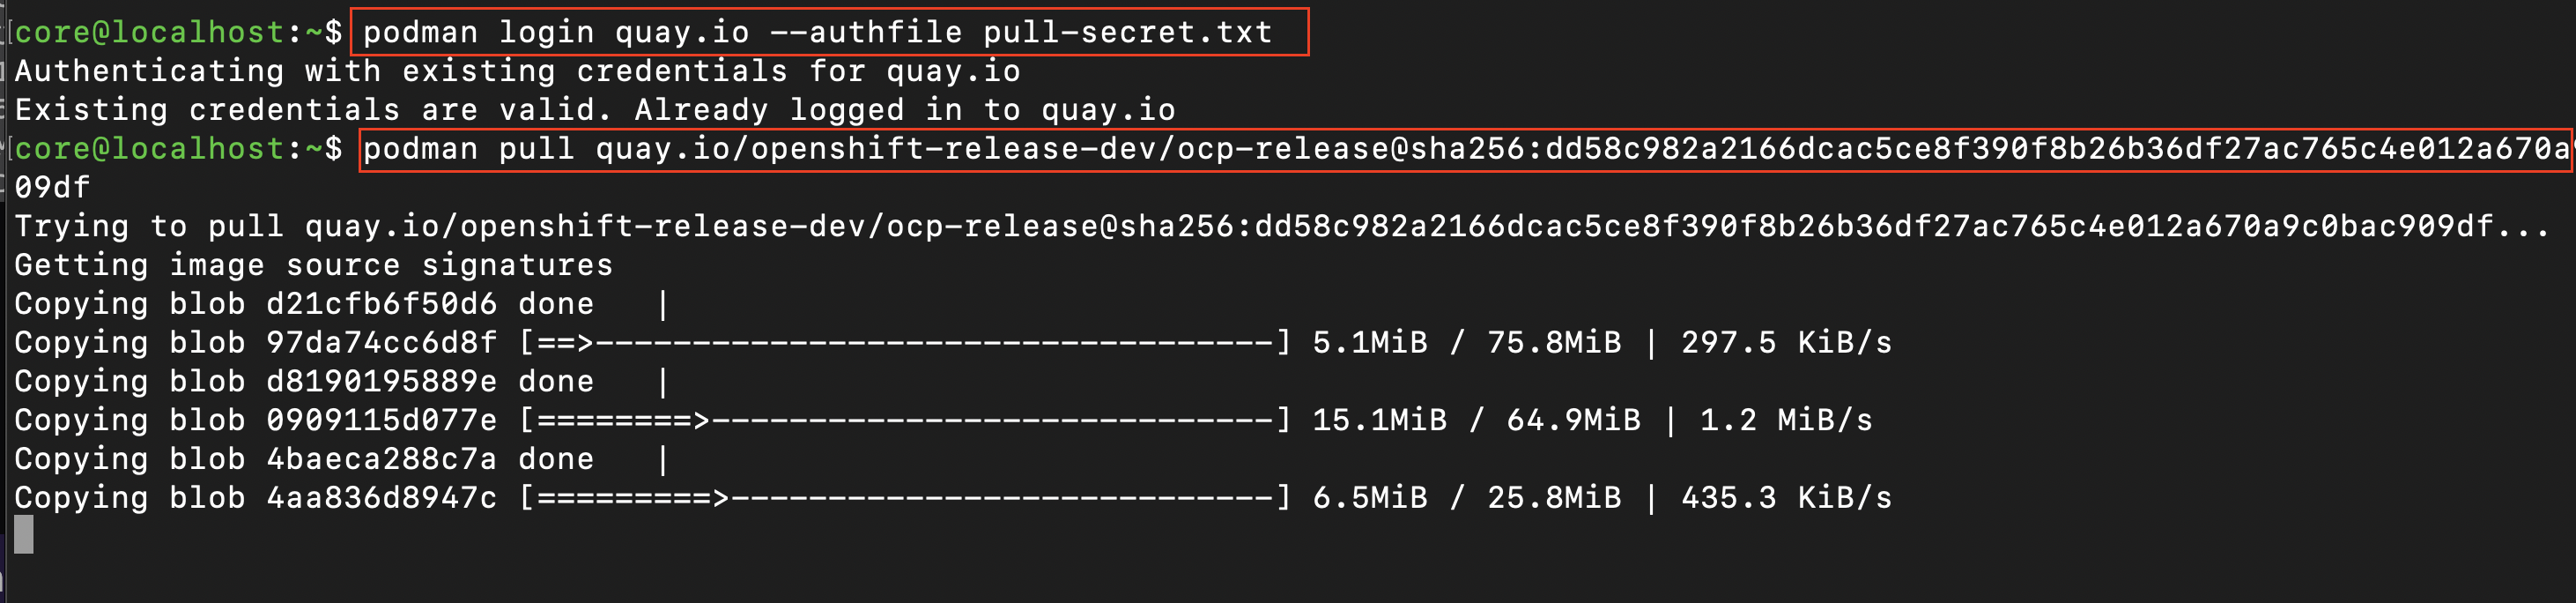 core@localhost:~$ podman login quay.io --authfile pull-secret.txt
Authenticating with existing credentials for quay.io
Existing credentials are valid. Already logged in to quay.io
core@localhost:~$ podman pull quay.io/openshift-release-dev/ocp-release@sha256:dd58c982a2166dcac5ce8f390f8b26b36df27ac765c4e012a670a
09df
Trying to pull quay.io/openshift-release-dev/ocp-release@sha256:dd58c982a2166dcac5ce8f390f8b26b36df27ac765c4e012a670a9c0bac909df...
Getting image source signatures
Copying blob d21cfb6f50d6 done   |
Copying blob 97da74cc6d8f [==>-----------------------------------] 5.1MiB / 75.8MiB | 297.5 KiB/s
Copying blob d8190195889e done   |
Copying blob 0909115d077e [========>-----------------------------] 15.1MiB / 64.9MiB | 1.2 MiB/s
Copying blob 4baeca288c7a done   |
Copying blob 4aa836d8947c [=========>----------------------------] 6.5MiB / 25.8MiB | 435.3 KiB/s